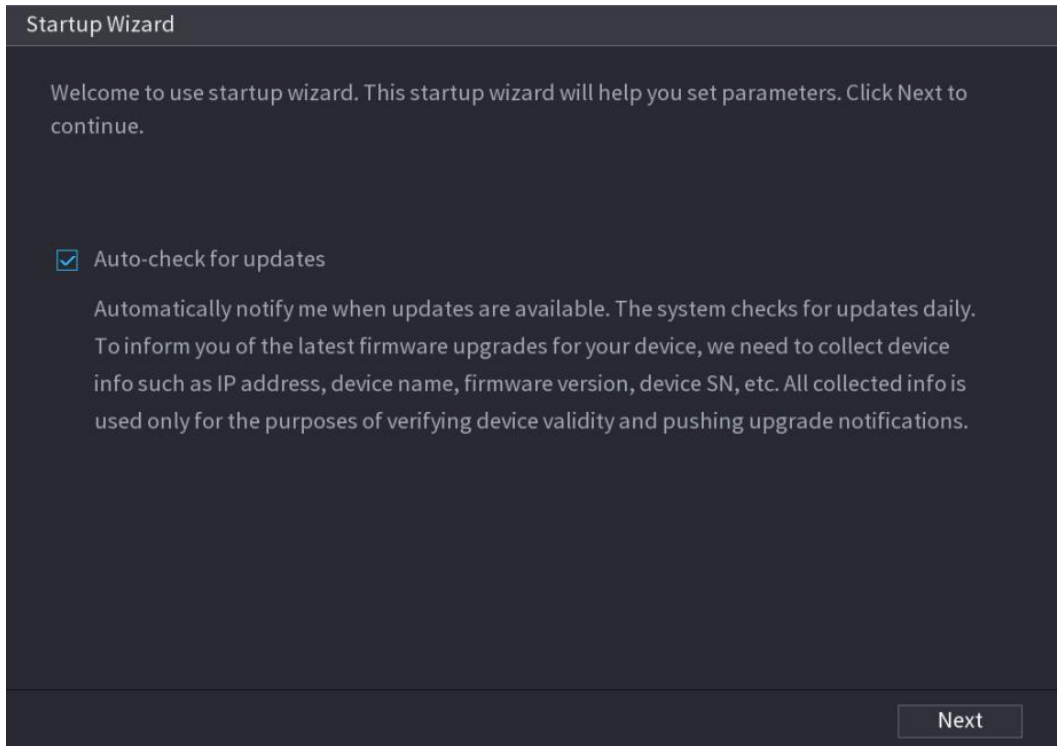 Startup Wizard
Welcome to use startup wizard. This startup wizard will help you set parameters. Click Next to
continue.
Auto-check for updates
Automatically notify me when updates are available. The system checks for updates daily.
To inform you of the latest firmware upgrades for your device, we need to collect device
info such as IP address, device name, firmware version, device SN, etc. All collected info is
used only for the purposes of verifying device validity and pushing upgrade notifications.
Next